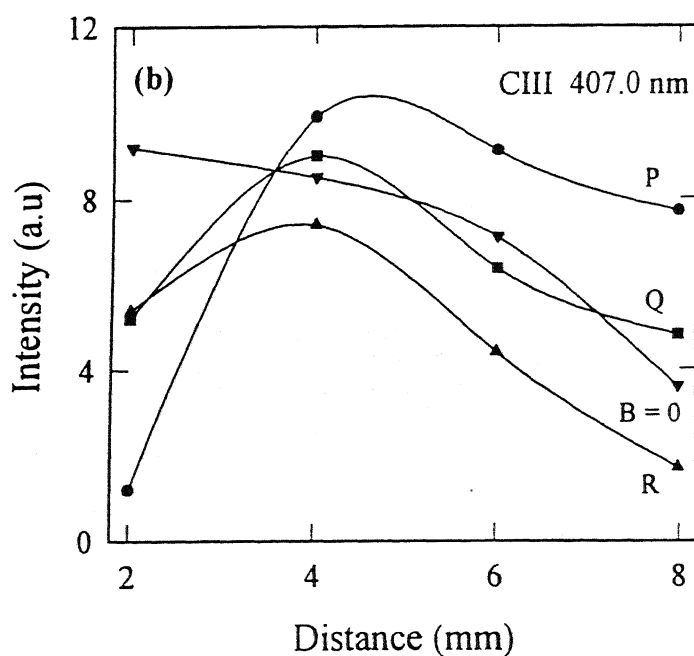 12
(b)
CIII 407.0 nm
P
8
Q
Intensity (a.u)
4
B = 0
R
0
2 4 6 8
Distance (mm)